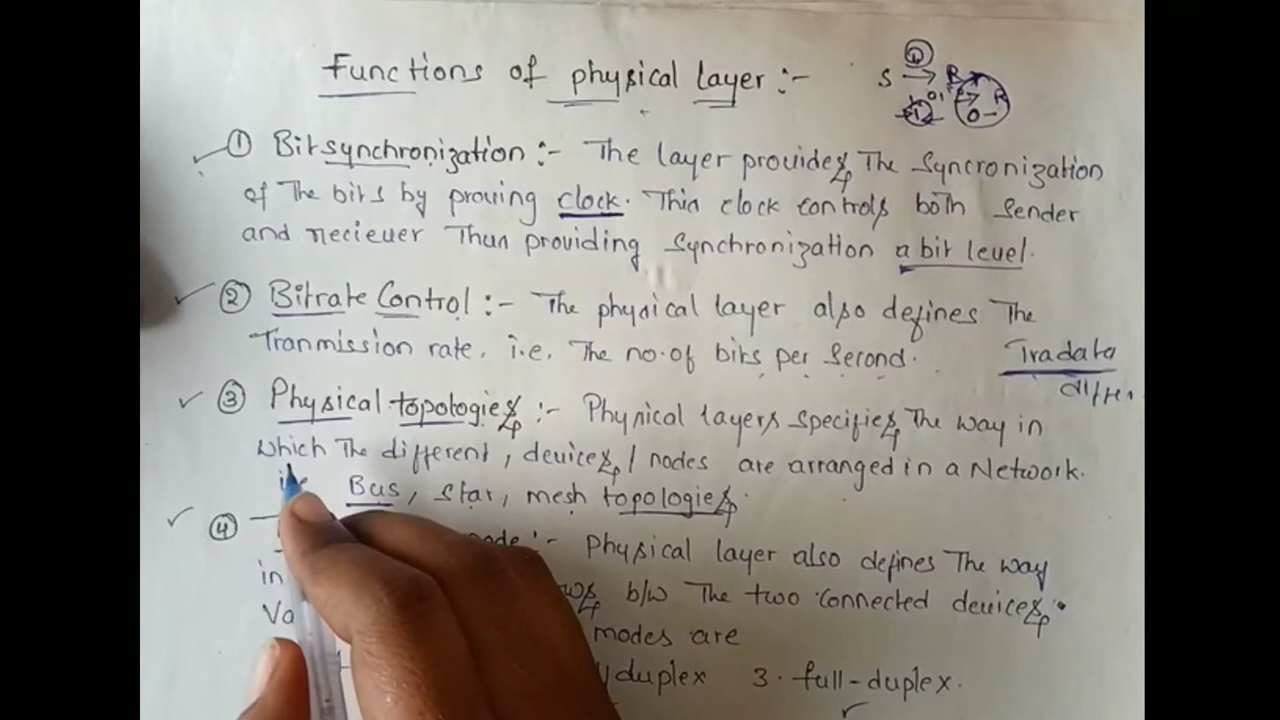 Functions of physical layer :-
S → R
① Bitsynchronization :- The layer provides The Syncronization
of The bits by proving clock. This clock controls both Sender
and reciever Thus providing Synchronization a bit level.
② Bitrate Control :- The physical layer also defines The
Tranmission rate. i.e. The no.of bits per Second.
Tradata
③ Physical topologies :- Physical layers specifies The way in
which The different, devices / nodes are arranged in a Network.
i.e Bus, Star, mesh topologies.
④ mode :- Physical layer also defines The way
in b/w The two connected devices.
Va modes are
duplex 3. full-duplex.